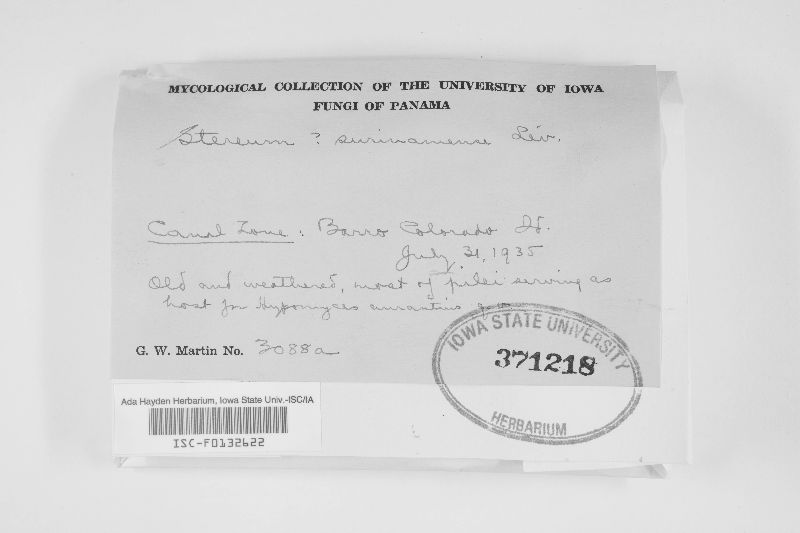 MYCOLOGICAL COLLECTION OF THE UNIVERSITY OF IOWA
FUNGI OF PANAMA
Stereum ? surinamense Lév.
Canal Zone : Barro Colorado Id.
July 31, 1935
Old and weathered, most of pilei serving as
host for Hypomyces aurantius
G. W. Martin No. 3088a
IOWA STATE UNIVERSITY
371218
HERBARIUM
Ada Hayden Herbarium, Iowa State Univ.-ISC/IA
ISC-F0132622